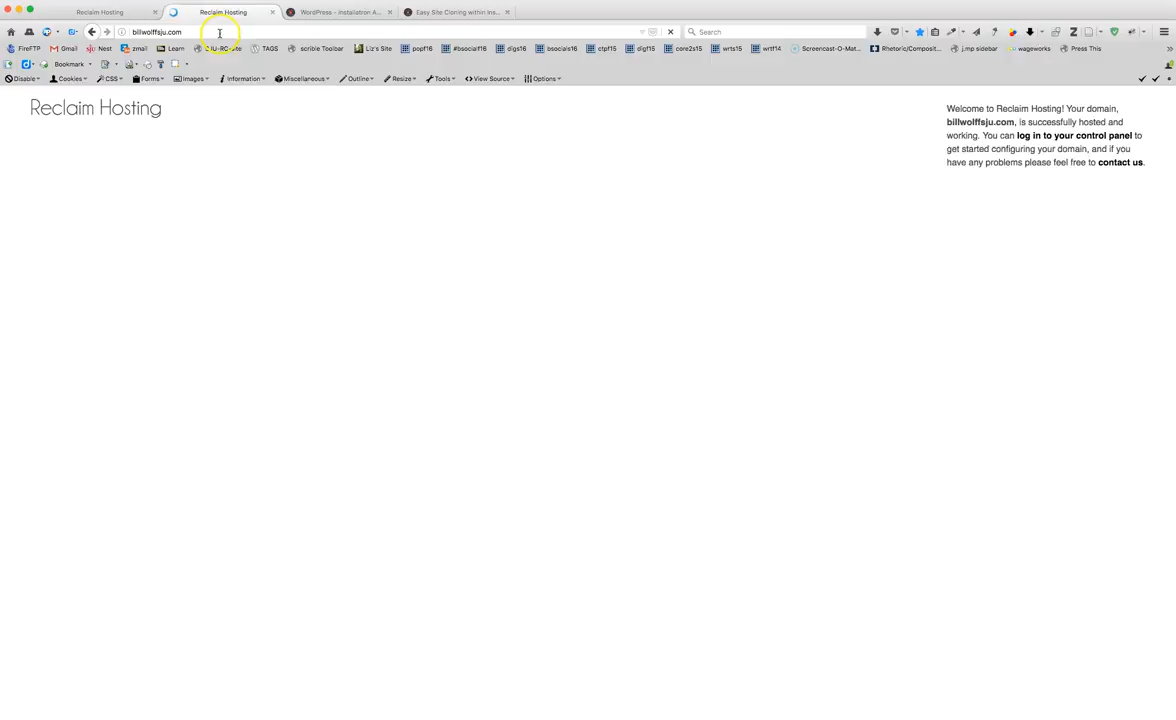 Reclaim Hosting
Reclaim Hosting
WordPress - Installatron A...
Easy Site Cloning within Ins...
billwolffsju.com
Search
FireFTP
Gmail
Nest
zmail
Learn
TAGS
scrible Toolbar
Liz's Site
popf16
#bsocialf16
digsf16
bsocials16
ctpf15
digf15
core2s15
wrts15
wrtf14
Screencast-O-Mat...
Rhetoric/Composit...
j.mp sidebar
wageworks
Press This
Bookmark
Disable
Cookies
CSS
Forms
Images
Information
Miscellaneous
Outline
Resize
Tools
View Source
Options
Reclaim Hosting
Welcome to Reclaim Hosting! Your domain,
billwolffsju.com, is successfully hosted and
working. You can log in to your control panel to
get started configuring your domain, and if you
have any problems please feel free to contact us.